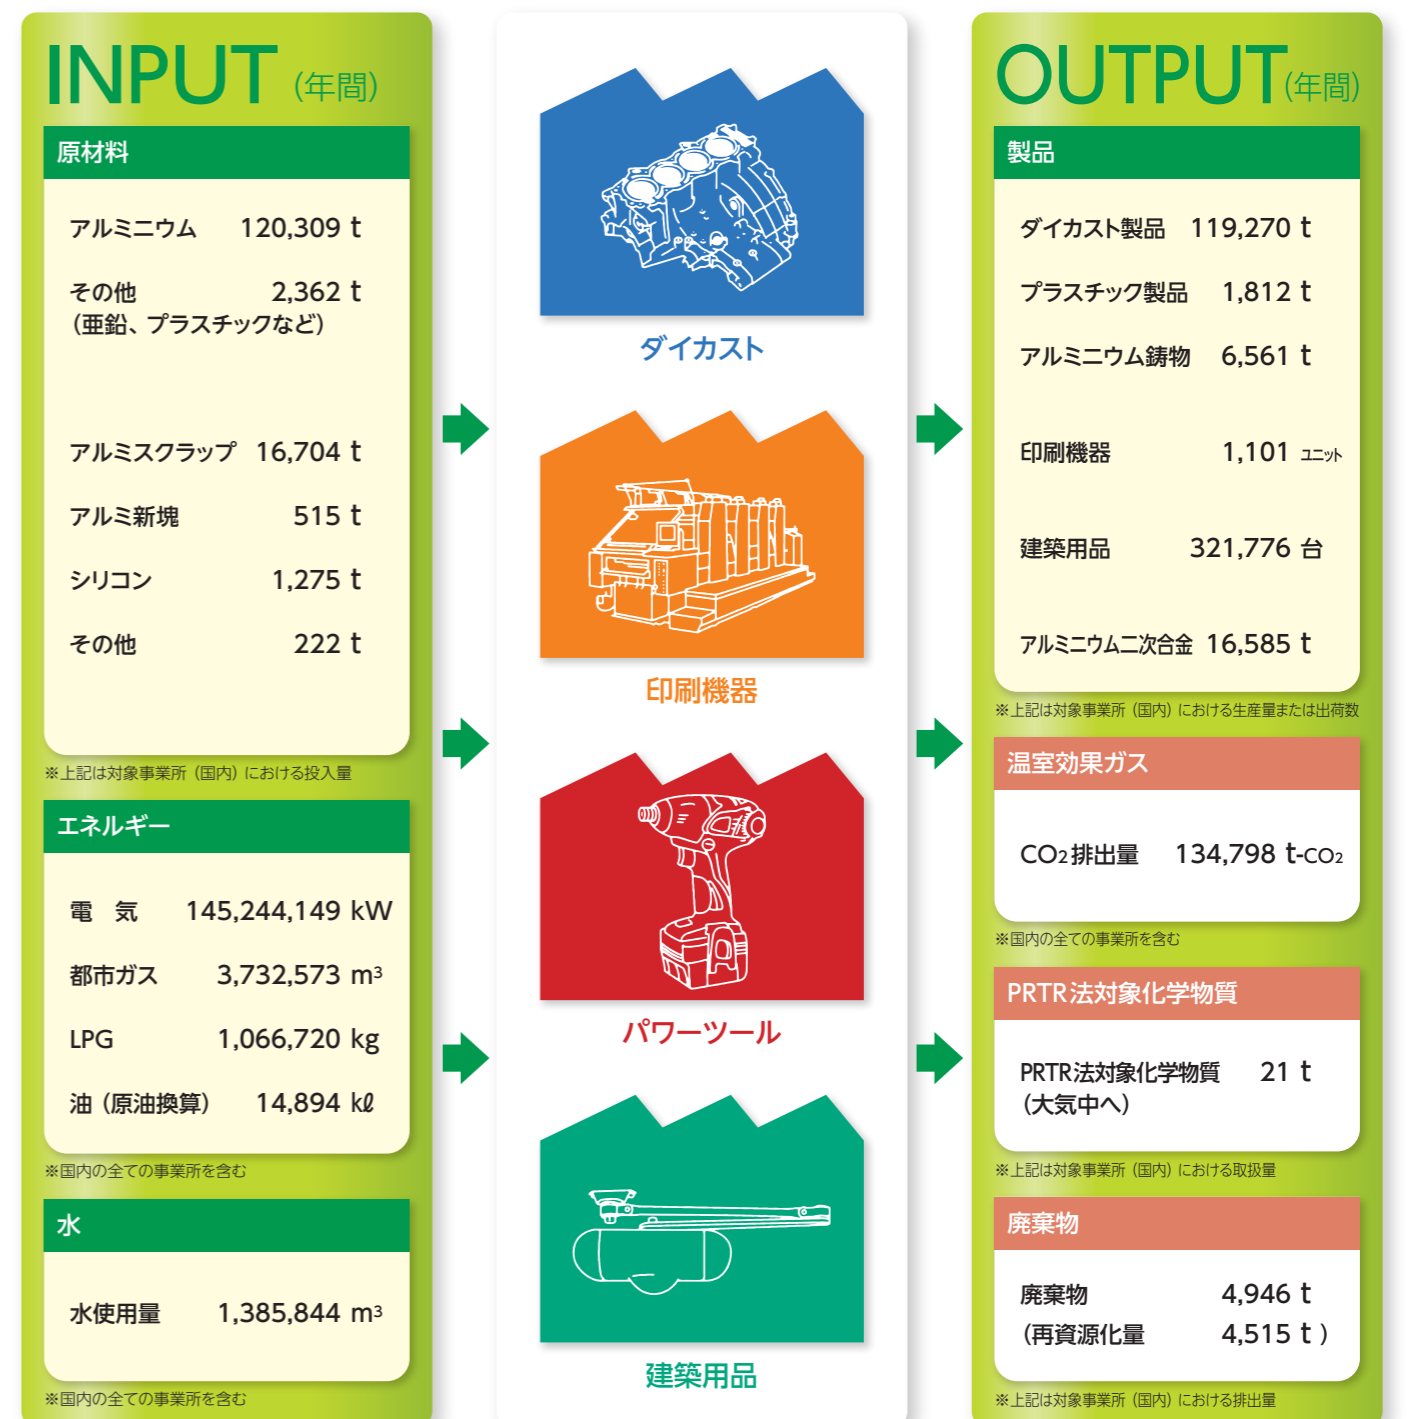 INPUT (年間)
原材料
アルミニウム 120,309 t
その他 2,362 t
(亜鉛、プラスチックなど)
アルミスクラップ 16,704 t
アルミ新塊 515 t
シリコン 1,275 t
その他 222 t
※上記は対象事業所(国内)における投入量
エネルギー
電 気 145,244,149 kW
都市ガス 3,732,573 m³
LPG 1,066,720 kg
油(原油換算) 14,894 kℓ
※国内の全ての事業所を含む
水
水使用量 1,385,844 m³
※国内の全ての事業所を含む
ダイカスト
印刷機器
パワーツール
建築用品
OUTPUT (年間)
製品
ダイカスト製品 119,270 t
プラスチック製品 1,812 t
アルミニウム鋳物 6,561 t
印刷機器 1,101 ユニット
建築用品 321,776 台
アルミニウム二次合金 16,585 t
※上記は対象事業所(国内)における生産量または出荷数
温室効果ガス
CO₂排出量 134,798 t-CO₂
※国内の全ての事業所を含む
PRTR法対象化学物質
PRTR法対象化学物質 21 t
(大気中へ)
※上記は対象事業所(国内)における取扱量
廃棄物
廃棄物 4,946 t
(再資源化量 4,515 t )
※上記は対象事業所(国内)における排出量